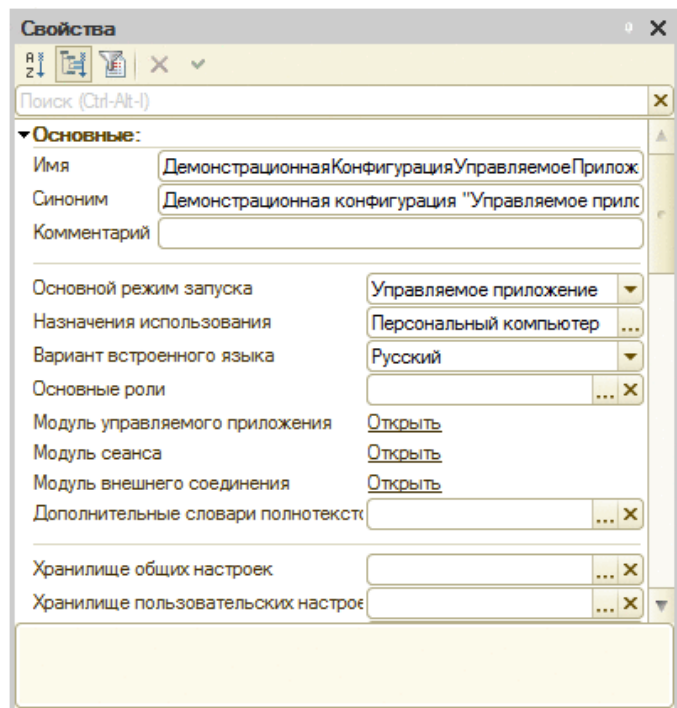 Свойства
Поиск (Ctrl-Alt-I)
Основные:
Имя ДемонстрационнаяКонфигурацияУправляемоеПрилож
Синоним Демонстрационная конфигурация "Управляемое прилс
Комментарий
Основной режим запуска Управляемое приложение
Назначения использования Персональный компьютер ...
Вариант встроенного языка Русский
Основные роли ...
Модуль управляемого приложения Открыть
Модуль сеанса Открыть
Модуль внешнего соединения Открыть
Дополнительные словари полнотексто ...
Хранилище общих настроек ...
Хранилище пользовательских настрое ...